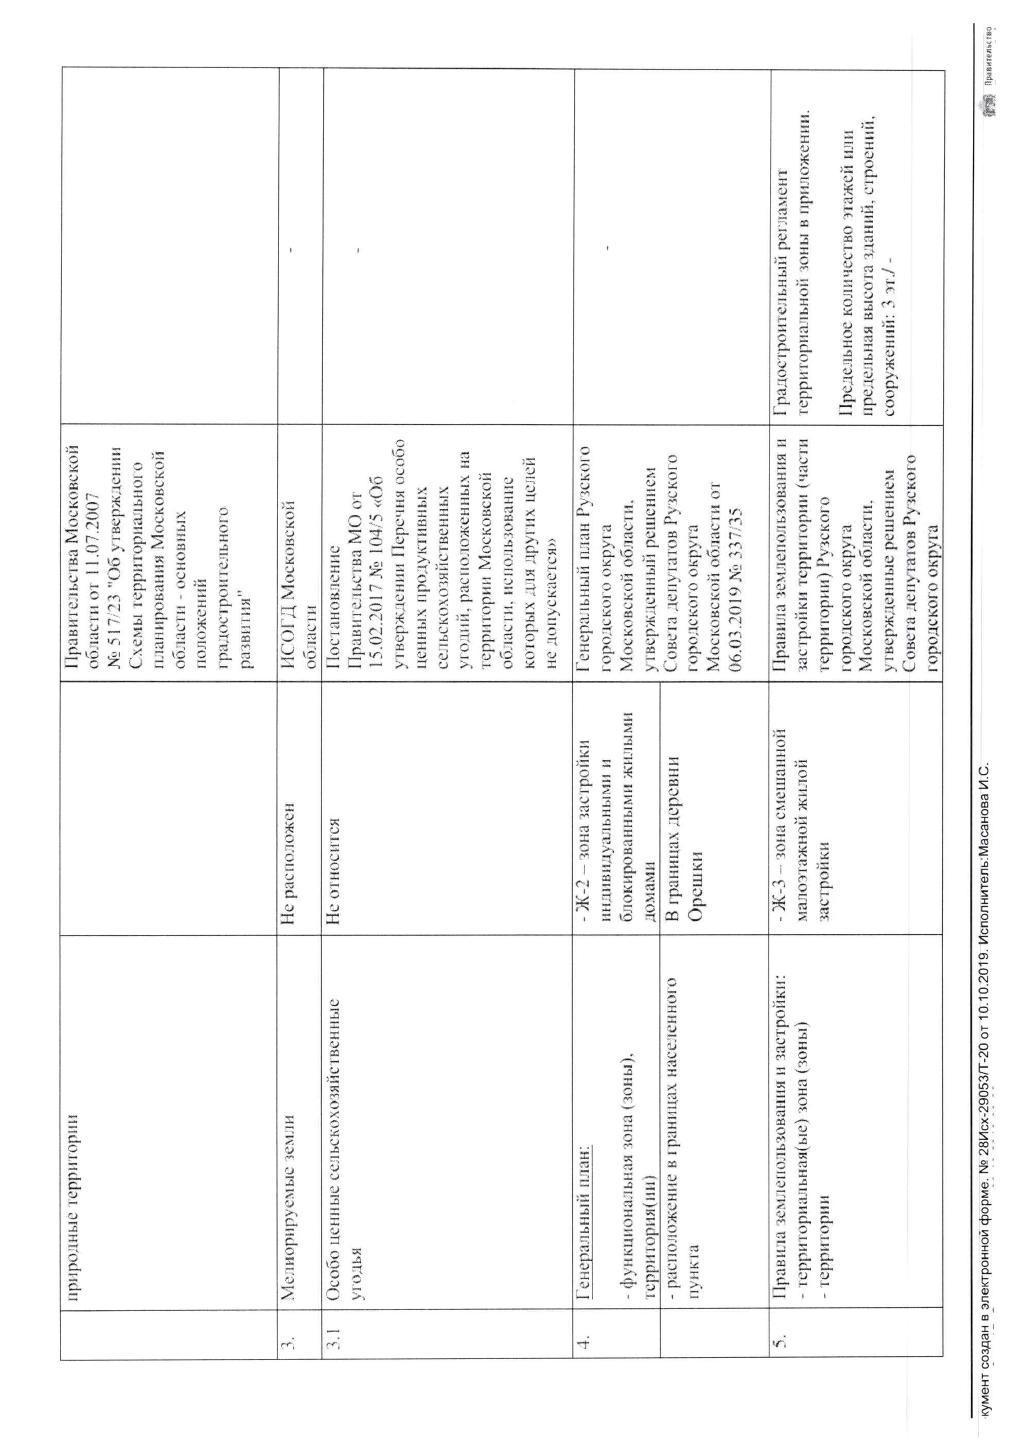 природные территории
Правительства Московской
области от 11.07.2007
№ 517/23 "Об утверждении
Схемы территориального
планирования Московской
области - основных
положений
градостроительного
развития"
3.
Мелиорируемые земли
Не расположен
ИСОГД Московской
области
-
3.1
Особо ценные сельскохозяйственные
угодья
Не относится
Постановление
Правительства МО от
15.02.2017 № 104/5 «Об
утверждении Перечня особо
ценных продуктивных
сельскохозяйственных
угодий, расположенных на
территории Московской
области, использование
которых для других целей
не допускается»
-
4.
Генеральный план:
- функциональная зона (зоны),
территория(ии)
- Ж-2 – зона застройки
индивидуальными и
блокированными жилыми
домами
Генеральный план Рузского
городского округа
Московской области,
утвержденный решением
Совета депутатов Рузского
городского округа
Московской области от
06.03.2019 № 337/35
-
- расположение в границах населенного
пункта
В границах деревни
Орешки
5.
Правила землепользования и застройки:
- территориальная(ые) зона (зоны)
- территории
- Ж-3 – зона смешанной
малоэтажной жилой
застройки
Правила землепользования и
застройки территории (части
территории) Рузского
городского округа
Московской области,
утвержденные решением
Совета депутатов Рузского
городского округа
Градостроительный регламент
территориальной зоны в приложении.
Предельное количество этажей или
предельная высота зданий, строений,
сооружений: 3 эт./ -
кумент создан в электронной форме. № 28Исх-29053/Т-20 от 10.10.2019. Исполнитель:Масанова И.С.
Правительство